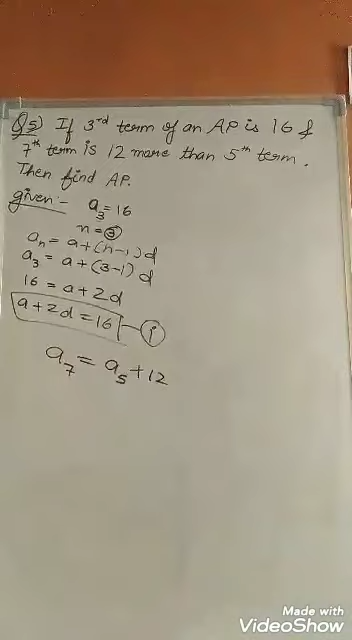 Q5) If 3rd term of an AP is 16 &
7th term is 12 more than 5th term.
Then find AP.
given:- a₃ = 16
n = 3
aₙ = a + (n-1)d
a₃ = a + (3-1)d
16 = a + 2d
a + 2d = 16 — i
a₇ = a₅ + 12
Made with
VideoShow